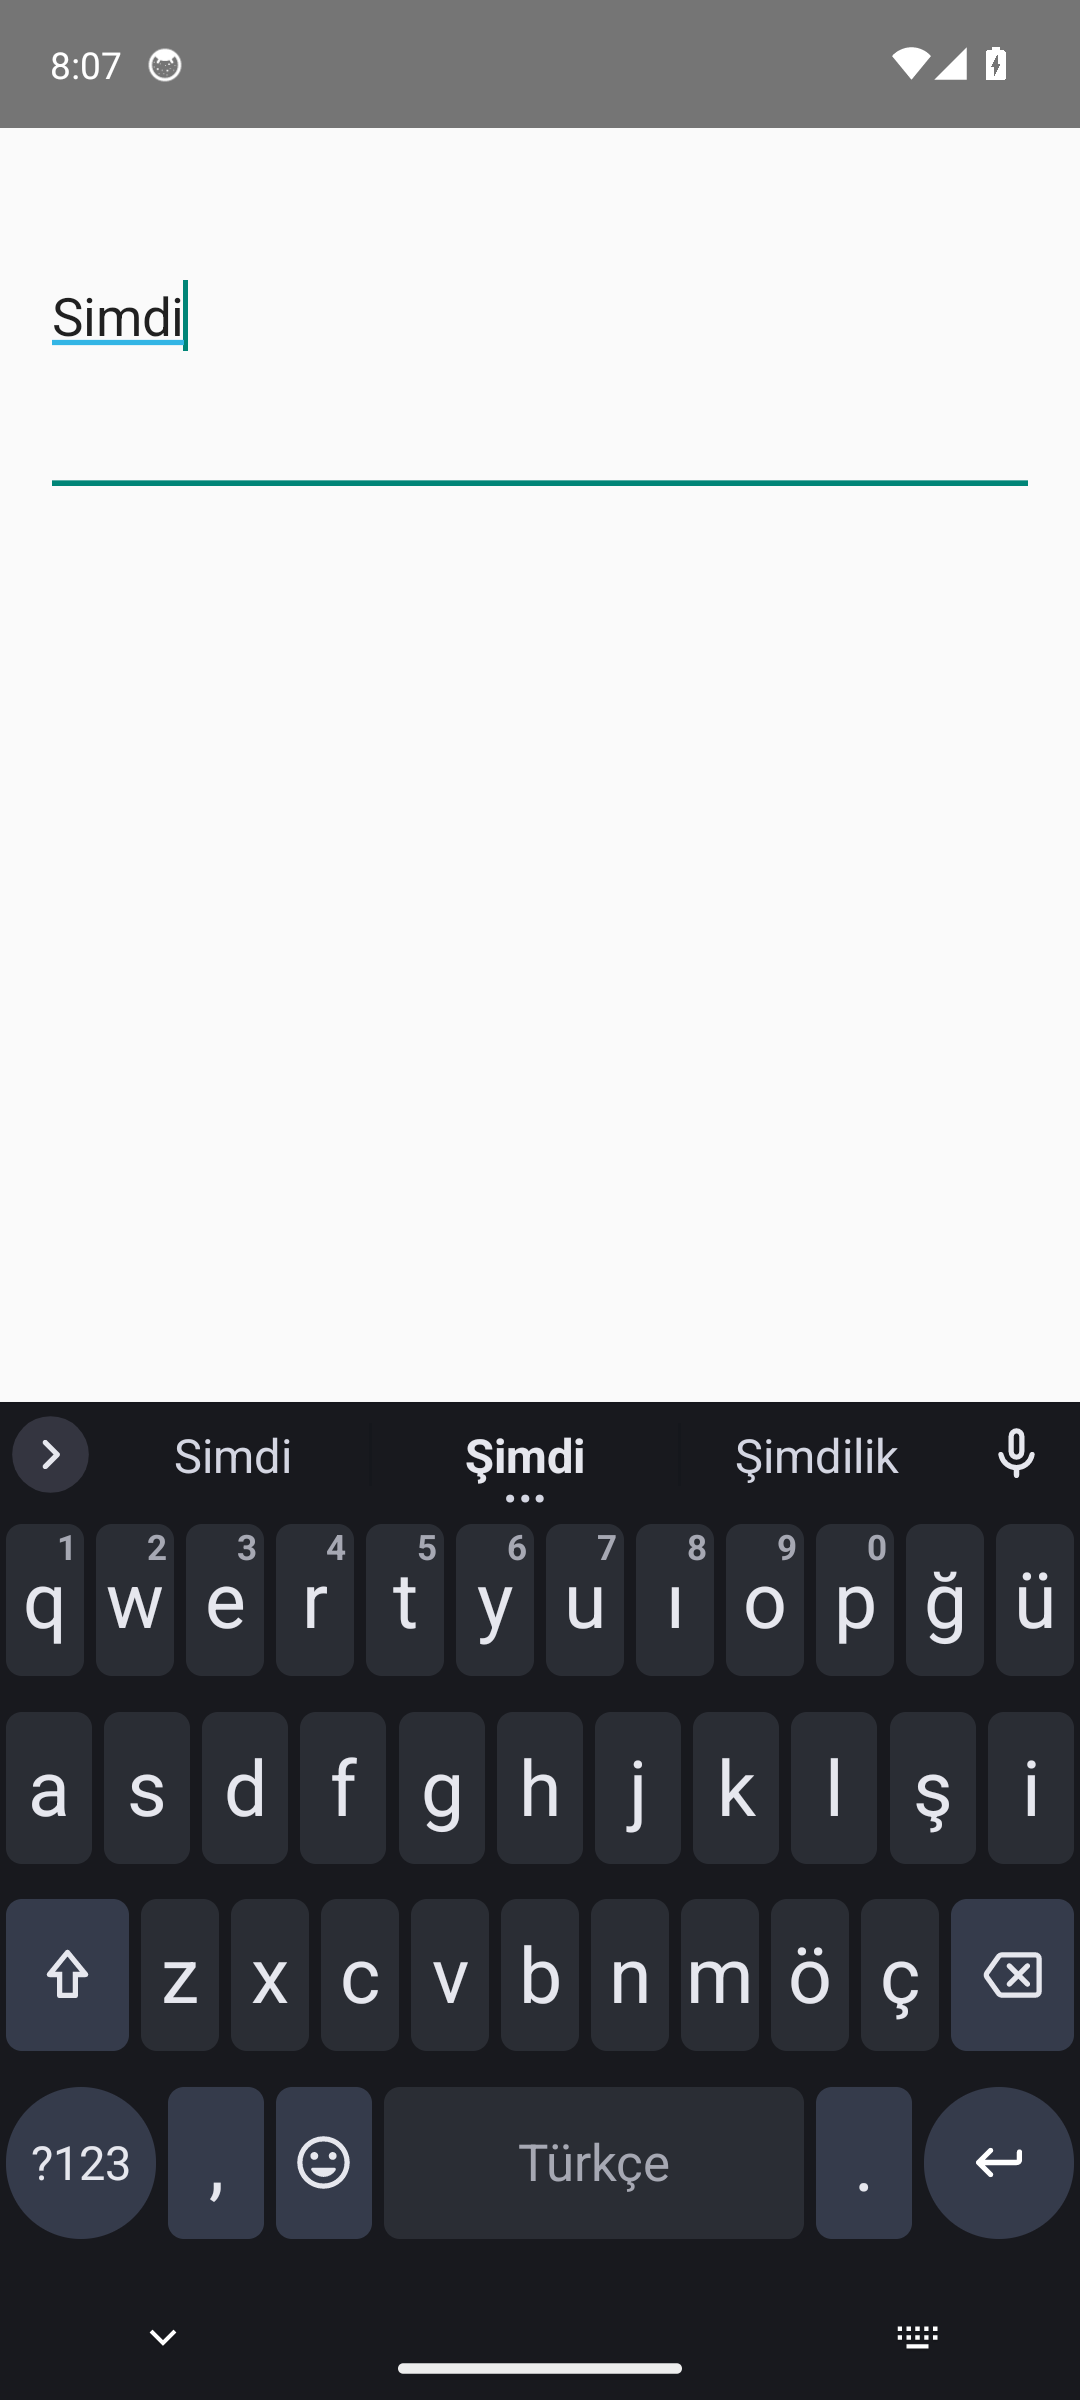 8:07
Simdi
Simdi Şimdi Şimdilik
1 2 3 4 5 6 7 8 9 0
q w e r t y u ı o p ğ ü
a s d f g h j k l ş i
z x c v b n m ö ç
?123 , Türkçe .